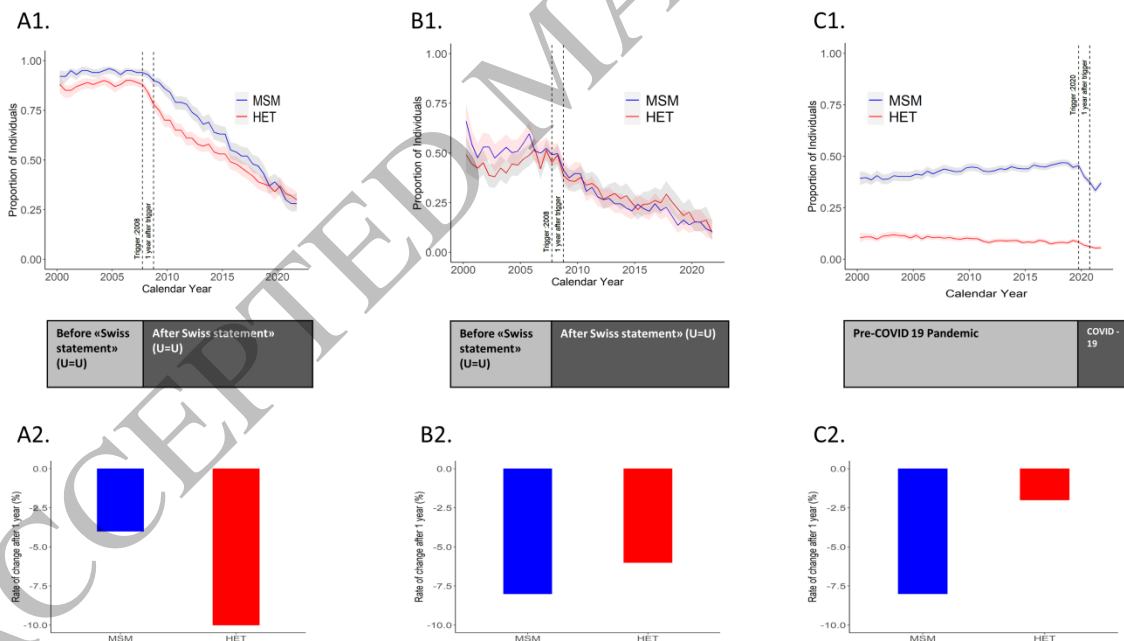 A1.
B1.
C1.
1.00
0.75
0.50
0.25
0.00
Proportion of Individuals
MSM
HET
Trigger :2008
1 year after trigger
2000
2005
2010
2015
2020
Calendar Year
1.00
0.75
0.50
0.25
0.00
Proportion of Individuals
MSM
HET
Trigger :2008
1 year after trigger
2000
2005
2010
2015
2020
Calendar Year
1.00
0.75
0.50
0.25
0.00
Proportion of Individuals
MSM
HET
Trigger :2020
1 year after trigger
2000
2005
2010
2015
2020
Calendar Year
Before «Swiss
statement»
(U=U)
After Swiss statement»
(U=U)
Before «Swiss
statement»
(U=U)
After Swiss statement» (U=U)
Pre-COVID 19 Pandemic
COVID -
19
A2.
B2.
C2.
0.0
-2.5
-5.0
-7.5
-10.0
Rate of change after 1 year (%)
MSM
HET
0.0
-2.5
-5.0
-7.5
-10.0
Rate of change after 1 year (%)
MSM
HET
0.0
-2.5
-5.0
-7.5
-10.0
Rate of change after 1 year (%)
MSM
HET
ACCEPTED MA